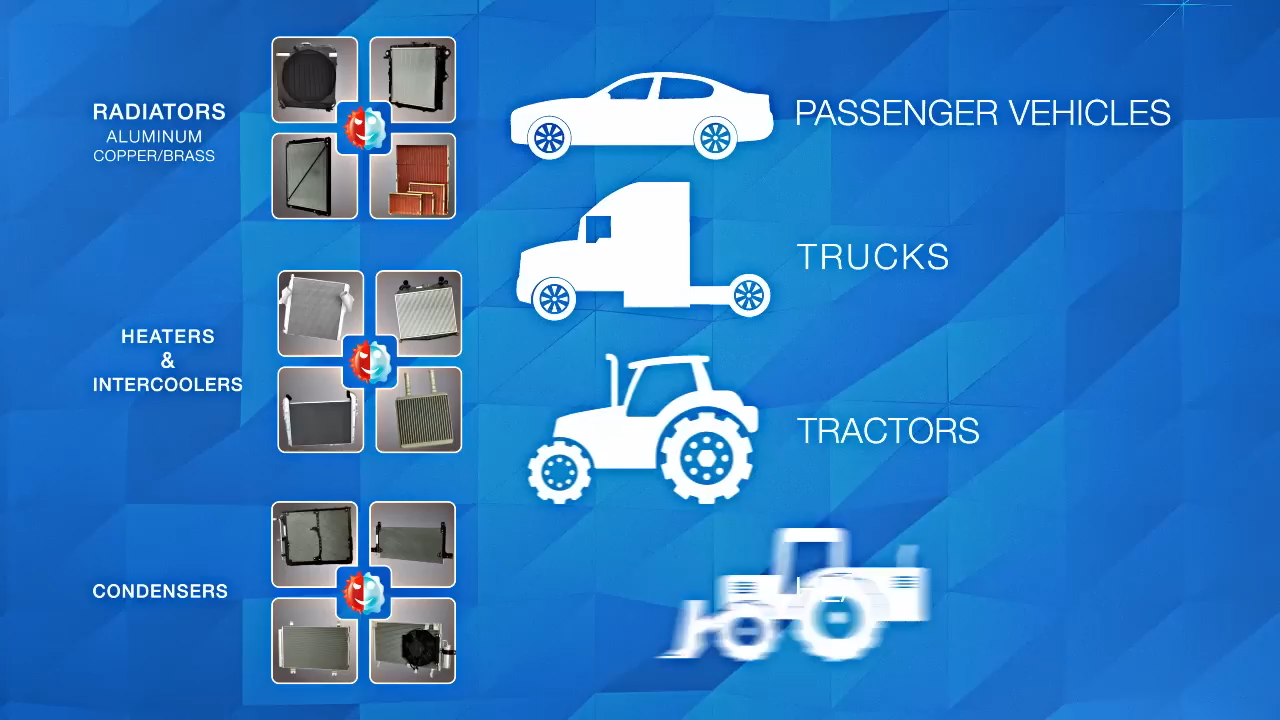 RADIATORS
ALUMINUM
COPPER/BRASS
PASSENGER VEHICLES
TRUCKS
HEATERS
&
INTERCOOLERS
TRACTORS
CONDENSERS